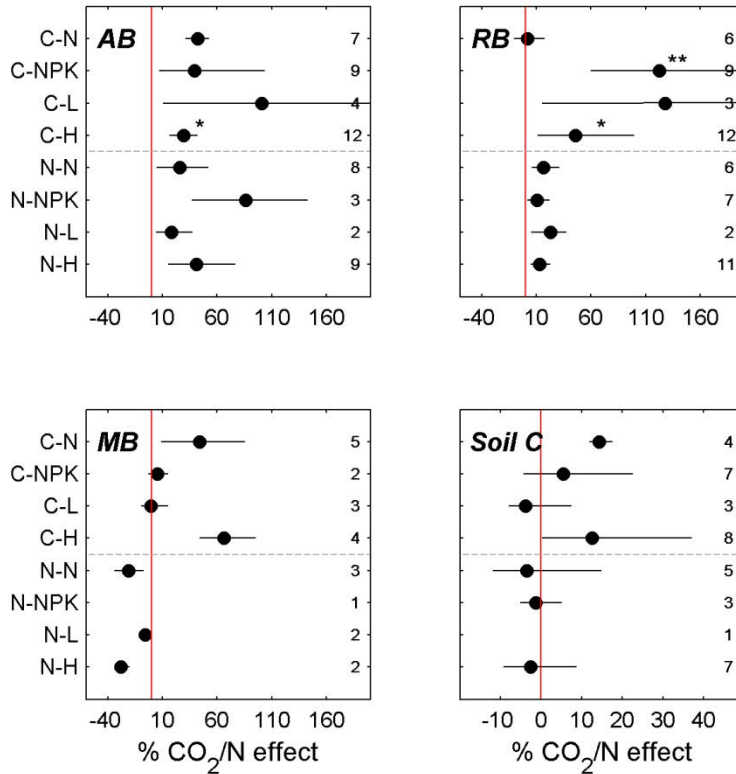 AB
C-N 7
C-NPK 9
C-L 4
C-H * 12
N-N 8
N-NPK 3
N-L 2
N-H 9
-40 10 60 110 160
RB
6
** 9
3
* 12
6
7
2
11
-40 10 60 110 160
MB
C-N 5
C-NPK 2
C-L 3
C-H 4
N-N 3
N-NPK 1
N-L 2
N-H 2
-40 10 60 110 160
% CO₂/N effect
Soil C
4
7
3
8
5
3
1
7
-10 0 10 20 30 40
% CO₂/N effect